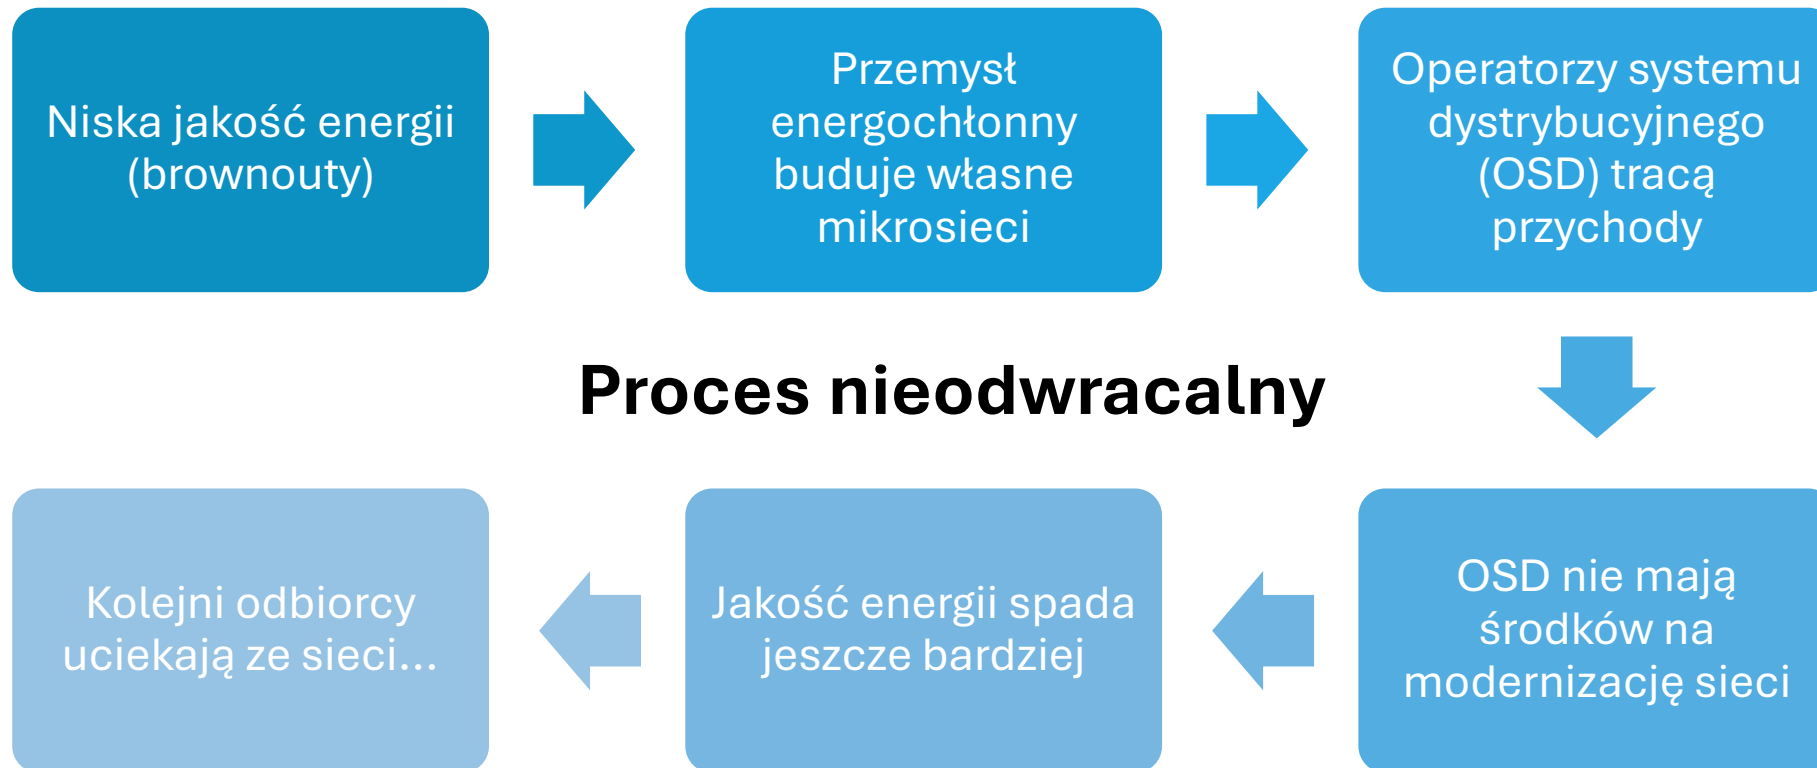 Niska jakość energii
(brownouty)
Przemysł
energochłonny
buduje własne
mikrosieci
Operatorzy systemu
dystrybucyjnego
(OSD) tracą
przychody
Proces nieodwracalny
OSD nie mają
środków na
modernizację sieci
Jakość energii spada
jeszcze bardziej
Kolejni odbiorcy
uciekają ze sieci...